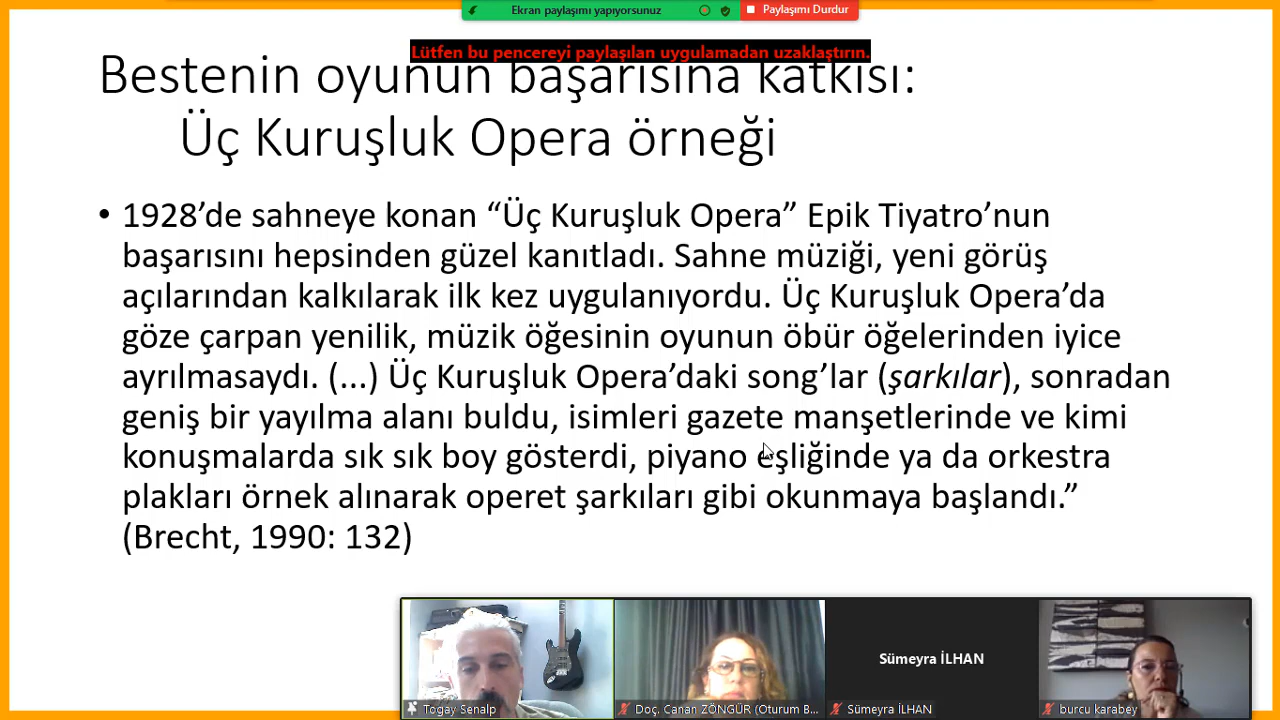 Ekran paylaşımı yapıyorsunuz
Paylaşımı Durdur
Lütfen bu pencereyi paylaşılan uygulamadan uzaklaştırın.
Bestenin oyunun başarısına katkısı:
Üç Kuruşluk Opera örneği
• 1928’de sahneye konan “Üç Kuruşluk Opera” Epik Tiyatro’nun
başarısını hepsinden güzel kanıtladı. Sahne müziği, yeni görüş
açılarından kalkılarak ilk kez uygulanıyordu. Üç Kuruşluk Opera’da
göze çarpan yenilik, müzik öğesinin oyunun öbür öğelerinden iyice
ayrılmasaydı. (...) Üç Kuruşluk Opera’daki song’lar (şarkılar), sonradan
geniş bir yayılma alanı buldu, isimleri gazete manşetlerinde ve kimi
konuşmalarda sık sık boy gösterdi, piyano eşliğinde ya da orkestra
plakları örnek alınarak operet şarkıları gibi okunmaya başlandı.”
(Brecht, 1990: 132)
Sümeyra İLHAN
Togay Senalp
Doç. Canan ZÖNGÜR (Oturum B...
Sümeyra İLHAN
burcu karabey